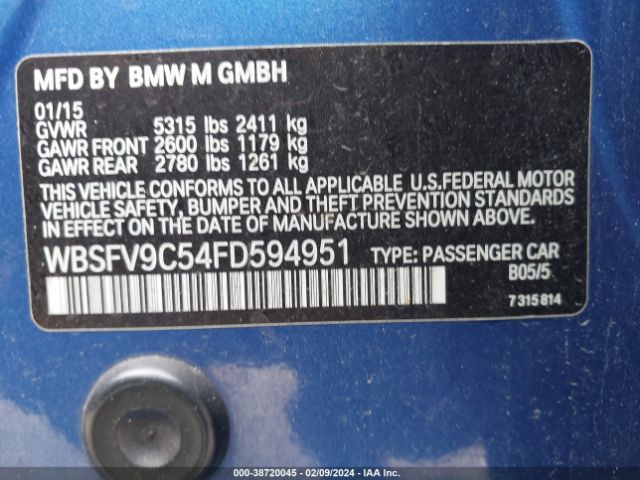 MFD BY BMW M GMBH
01/15
GVWR 5315 lbs 2411 kg
GAWR FRONT 2600 lbs 1179 kg
GAWR REAR 2780 lbs 1261 kg
THIS VEHICLE CONFORMS TO ALL APPLICABLE U.S.FEDERAL MOTOR
VEHICLE SAFETY, BUMPER AND THEFT PREVENTION STANDARDS
IN EFFECT ON THE DATE OF MANUFACTURE SHOWN ABOVE.
WBSFV9C54FD594951 TYPE: PASSENGER CAR
B05/5
7 315 814
000-38720045 - 02/09/2024 - IAA Inc.